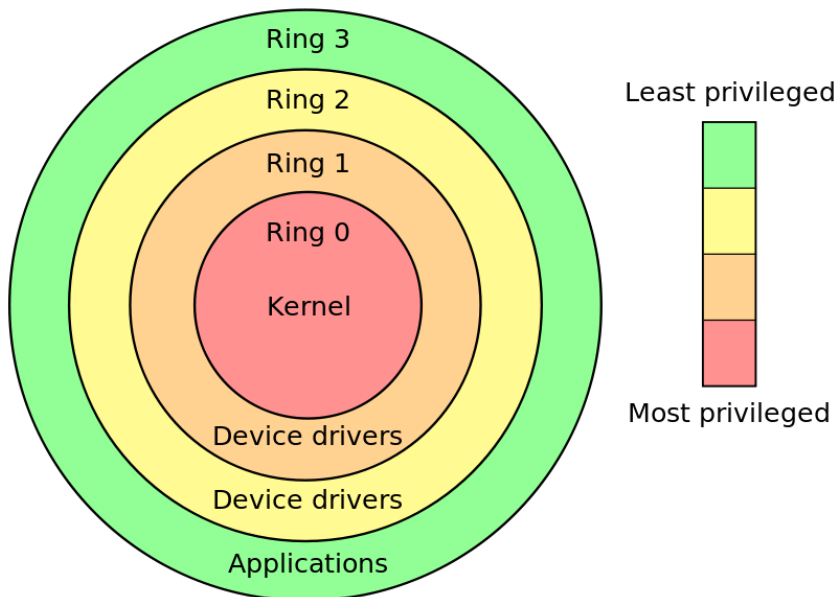 Ring 3
Ring 2
Ring 1
Ring 0
Kernel
Device drivers
Device drivers
Applications
Least privileged
Most privileged